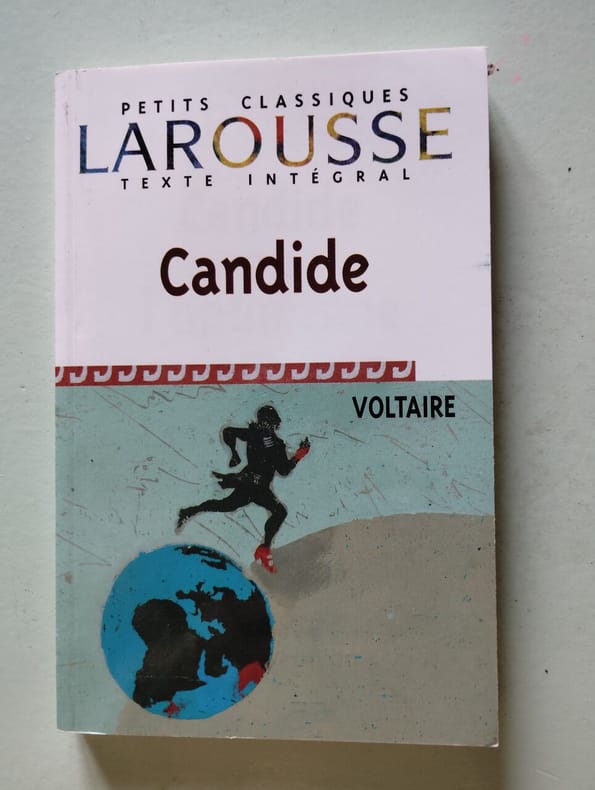 PETITS CLASSIQUES
LAROUSSE
TEXTE INTÉGRAL
Candide
VOLTAIRE